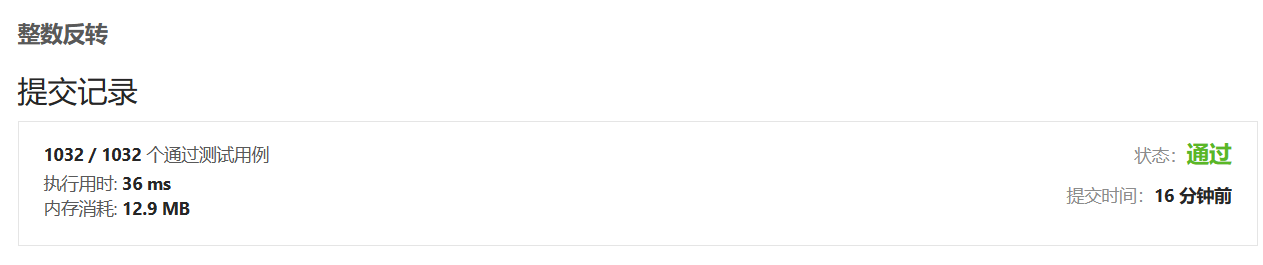 整数反转
提交记录
1032 / 1032 个通过测试用例
状态：通过
执行用时: 36 ms
提交时间：16 分钟前
内存消耗: 12.9 MB